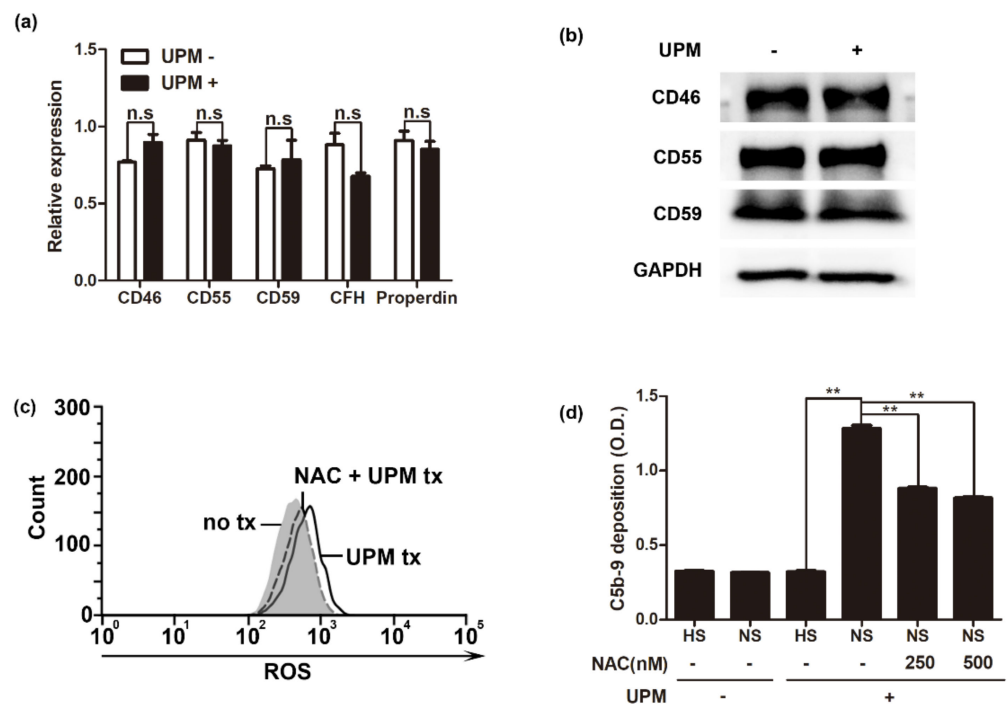 (a)
UPM -
UPM +
Relative expression
1.5
1.0
0.5
0.0
n.s n.s n.s n.s n.s
CD46 CD55 CD59 CFH Properdin
(b)
UPM - +
CD46
CD55
CD59
GAPDH
(c)
Count
300
200
150
100
0
NAC + UPM tx
no tx
UPM tx
10^0 10^1 10^2 10^3 10^4 10^5
ROS
(d)
C5b-9 deposition (O.D.)
1.5
1.0
0.5
0.0
** ** **
HS NS HS NS NS NS
NAC(nM) - - - - 250 500
UPM - +